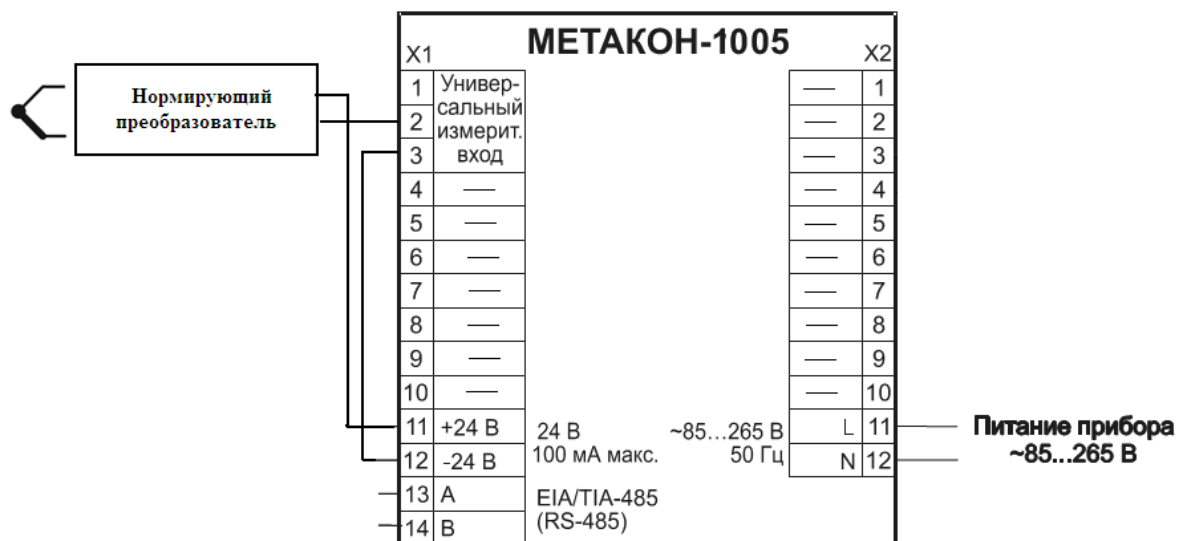 МЕТАКОН-1005
X1
X2
Нормирующий
преобразователь
1
Универ-
сальный
измерит.
вход
2
3
4
5
6
7
8
9
10
11 +24 В
12 -24 В
13 A
14 B
24 В
100 мА макс.
EIA/TIA-485
(RS-485)
~85...265 В
50 Гц
1
2
3
4
5
6
7
8
9
10
L 11
N 12
Питание прибора
~85...265 В